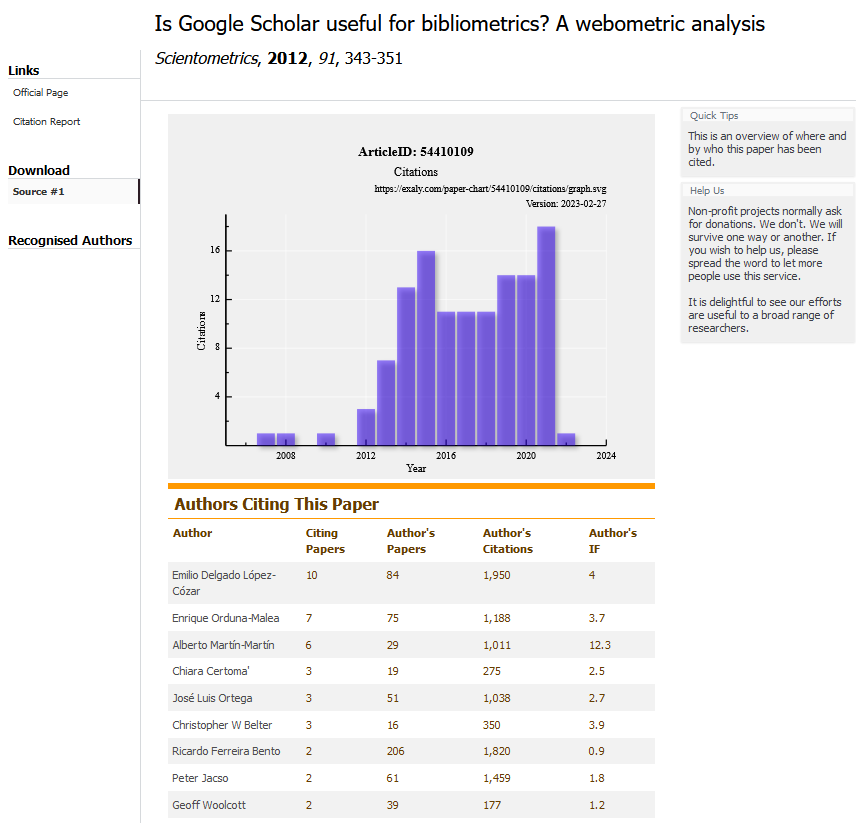 Is Google Scholar useful for bibliometrics? A webometric analysis
Scientometrics, 2012, 91, 343-351
Links
Official Page
Citation Report
Download
Source #1
Recognised Authors
ArticleID: 54410109
Citations
https://exaly.com/paper-chart/54410109/citations/graph.svg
Version: 2023-02-27
16
12
8
4
Citations
2008 2012 2016 2020 2024
Year
Authors Citing This Paper
Author Citing Papers Author's Papers Author's Citations Author's IF
Emilio Delgado López-Cózar 10 84 1,950 4
Enrique Orduna-Malea 7 75 1,188 3.7
Alberto Martín-Martín 6 29 1,011 12.3
Chiara Certoma' 3 19 275 2.5
José Luis Ortega 3 51 1,038 2.7
Christopher W Belter 3 16 350 3.9
Ricardo Ferreira Bento 2 206 1,820 0.9
Peter Jacso 2 61 1,459 1.8
Geoff Woolcott 2 39 177 1.2
Quick Tips
This is an overview of where and
by who this paper has been
cited.
Help Us
Non-profit projects normally ask
for donations. We don't. We will
survive one way or another. If
you wish to help us, please
spread the word to let more
people use this service.
It is delightful to see our efforts
are useful to a broad range of
researchers.